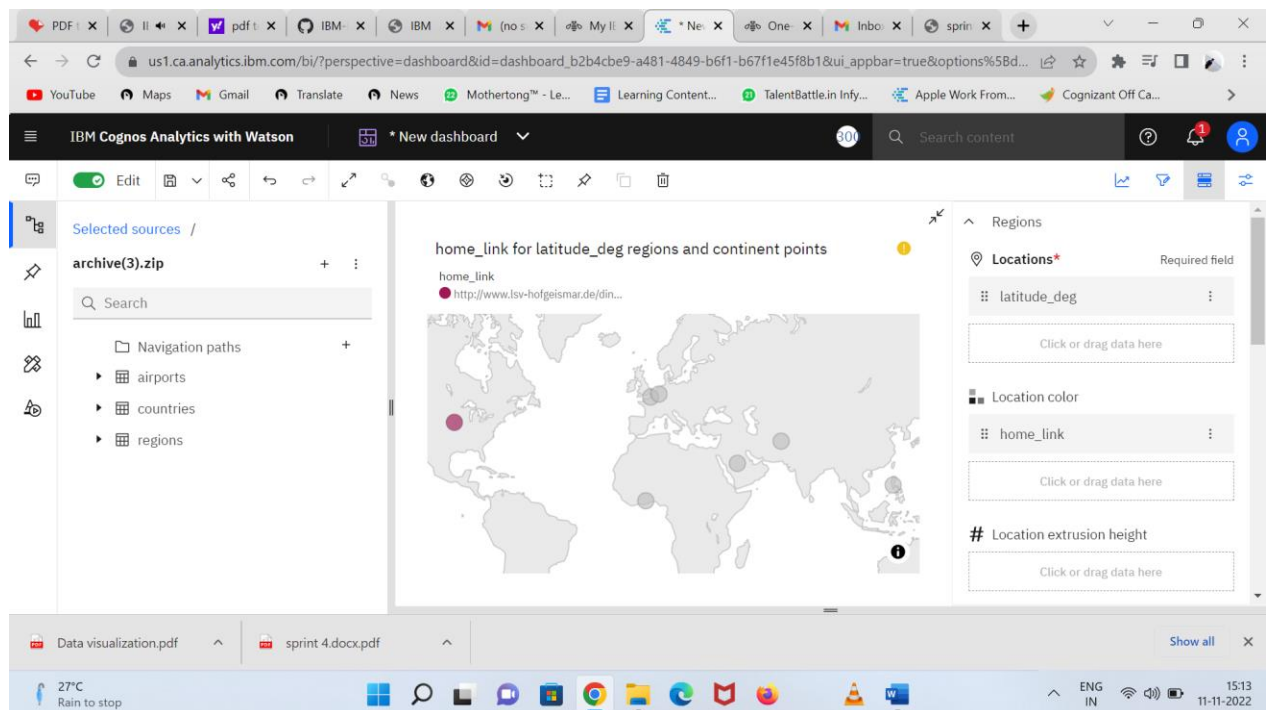 PDF t
II
pdf t
IBM-
IBM
(no s
My IE
* Nev
One-
Inbo
sprin
us1.ca.analytics.ibm.com/bi/?perspective=dashboard&id=dashboard_b2b4cbe9-a481-4849-b6f1-b67f1e45f8b1&ui_appbar=true&options%5Bd...
YouTube
Maps
Gmail
Translate
News
Mothertong™ - Le...
Learning Content...
TalentBattle.in Infy...
Apple Work From...
Cognizant Off Ca...
IBM Cognos Analytics with Watson
* New dashboard
Search content
1
Edit
Selected sources /
archive(3).zip
Search
Navigation paths
airports
countries
regions
home_link for latitude_deg regions and continent points
home_link
http://www.lsv-hofgeismar.de/din...
Regions
Locations* Required field
latitude_deg
Click or drag data here
Location color
home_link
Click or drag data here
# Location extrusion height
Click or drag data here
Data visualization.pdf
sprint 4.docx.pdf
Show all
27°C
Rain to stop
ENG
IN
15:13
11-11-2022